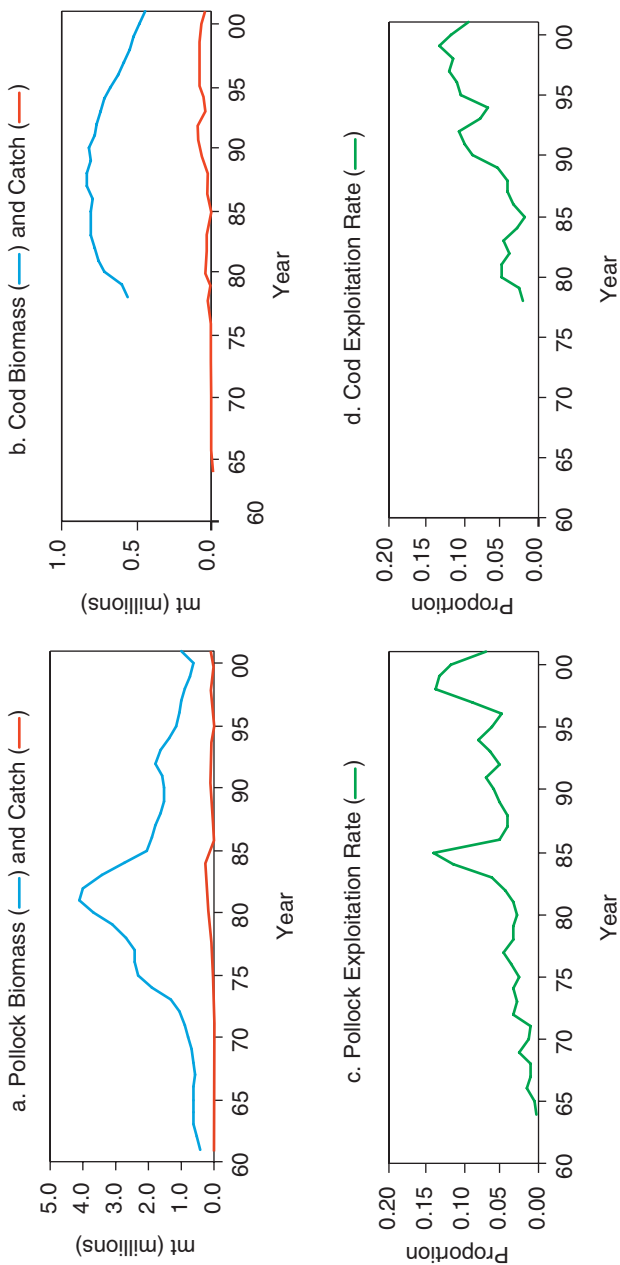 a. Pollock Biomass (—) and Catch (—)
5.0
4.0
3.0
2.0
1.0
0.0
mt (millions)
60 65 70 75 80 85 90 95 00
Year
b. Cod Biomass (—) and Catch (—)
1.0
0.5
0.0
mt (millions)
60 65 70 75 80 85 90 95 00
Year
c. Pollock Exploitation Rate (—)
0.20
0.15
0.10
0.05
0.00
Proportion
60 65 70 75 80 85 90 95 00
Year
d. Cod Exploitation Rate (—)
0.20
0.15
0.10
0.05
0.00
Proportion
60 65 70 75 80 85 90 95 00
Year